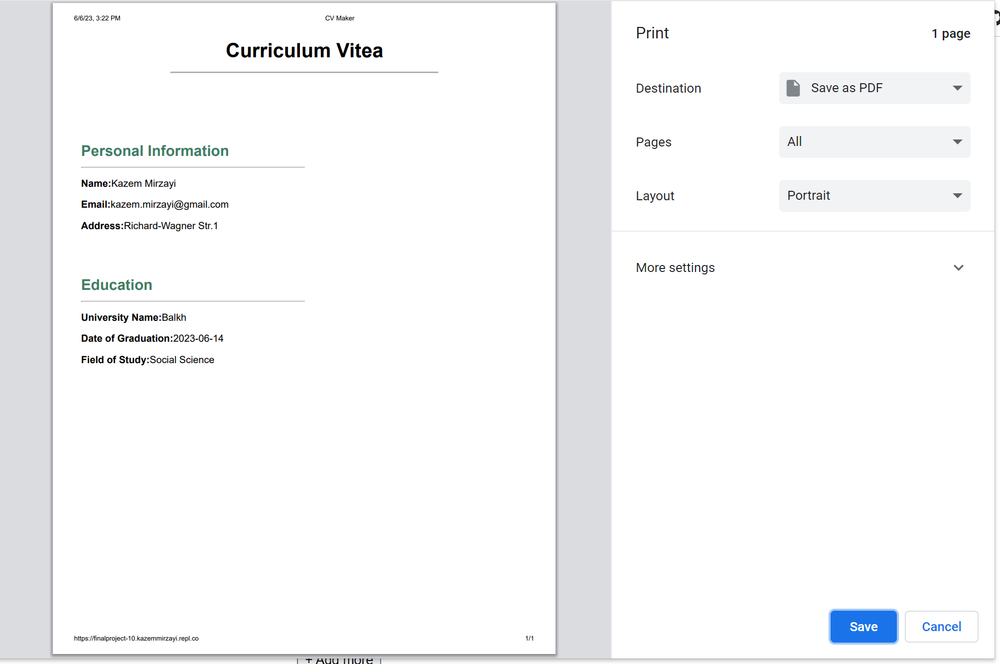 6/6/23, 3:22 PM CV Maker
Curriculum Vitea
Personal Information
Name:Kazem Mirzayi
Email:kazem.mirzayi@gmail.com
Address:Richard-Wagner Str.1
Education
University Name:Balkh
Date of Graduation:2023-06-14
Field of Study:Social Science
https://finalproject-10.kazemmirzayi.repl.co 1/1
Print 1 page
Destination Save as PDF
Pages All
Layout Portrait
More settings
Save Cancel
+ Add more